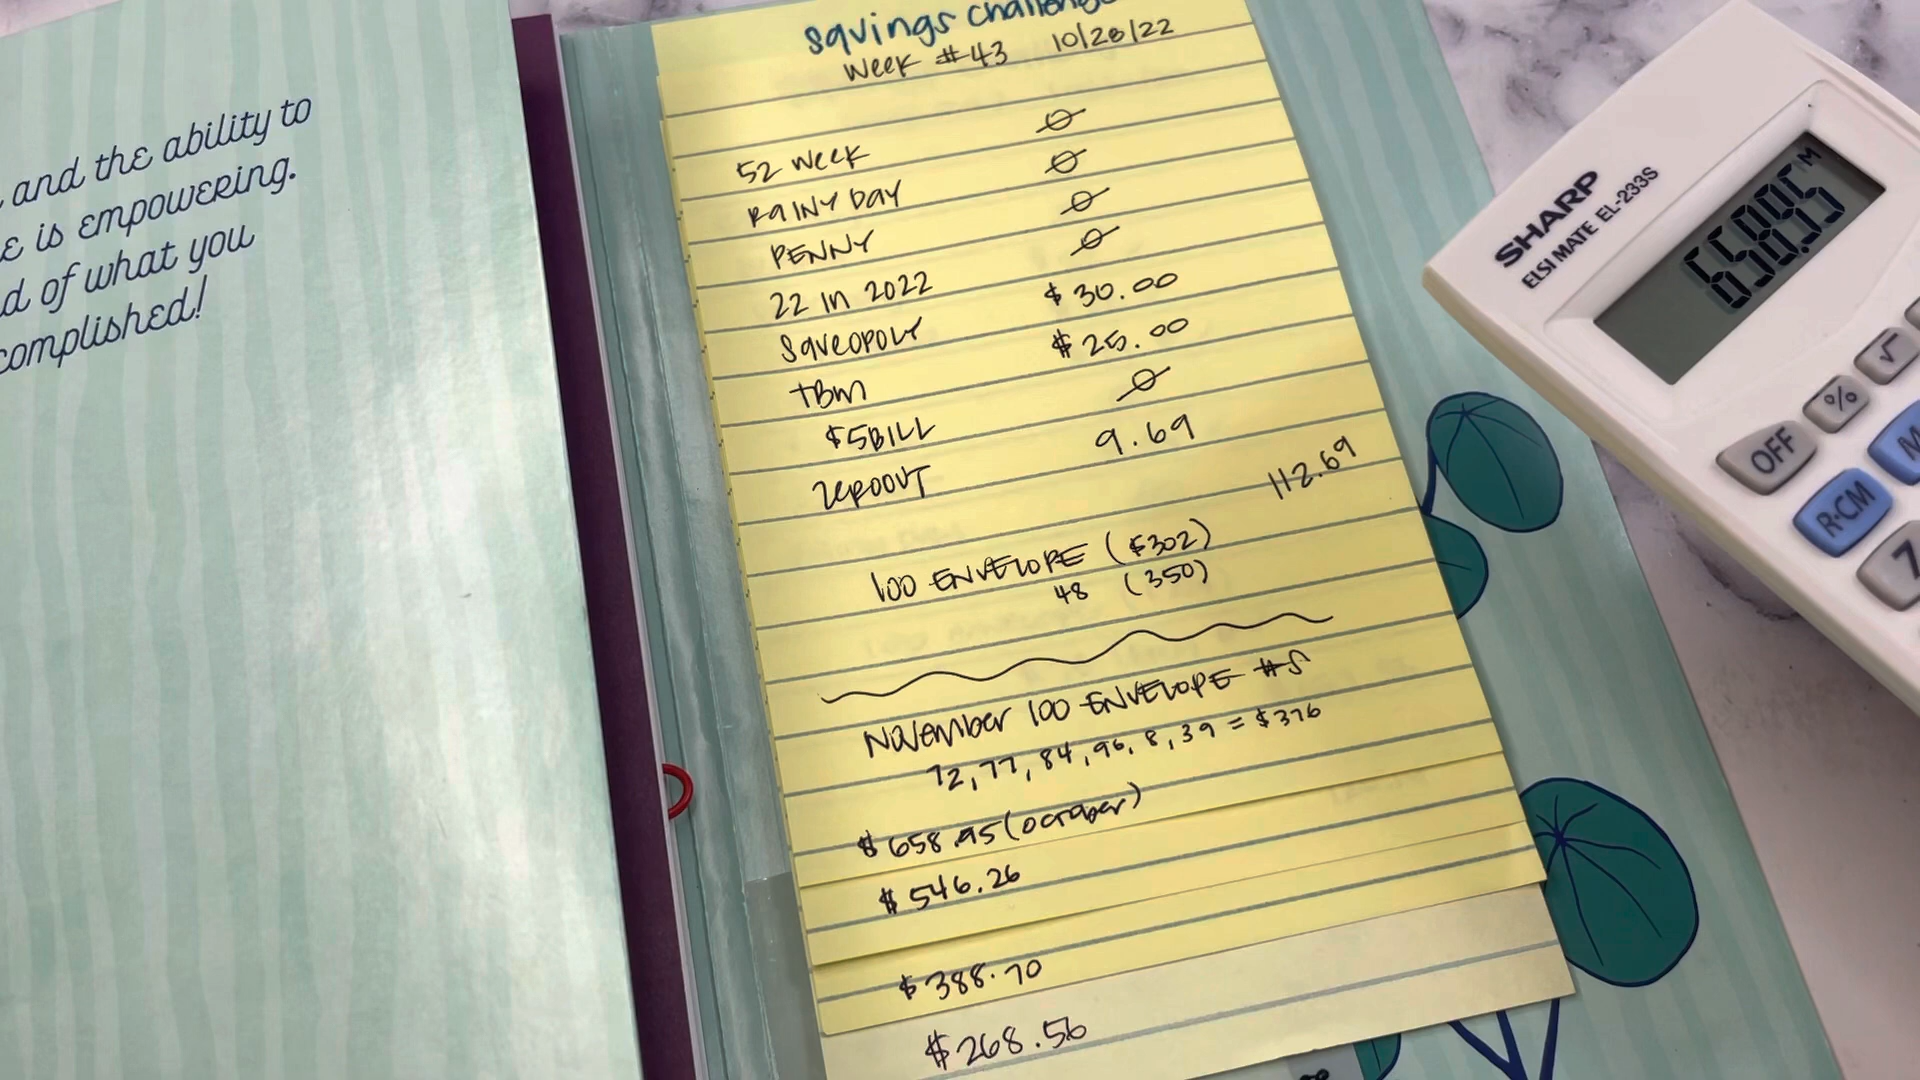 and the ability to
is empowering.
d of what you
complished!
savings challenge
week #43 10/28/22
52 week ∅
RAINY DAY ∅
PENNY ∅
22 in 2022 ∅
Saveopoly $30.00
TBM $25.00
$5BILL ∅
zeroout 9.69
112.69
100 ENVELOPE ($302)
48 (350)
November 100 ENVELOPE #S
72, 77, 84, 96, 8, 39 = $376
$658.95 (october)
$546.26
$388.70
$268.56
SHARP
ELSI MATE EL-233S
658.95 M
OFF % √
R·CM M
7